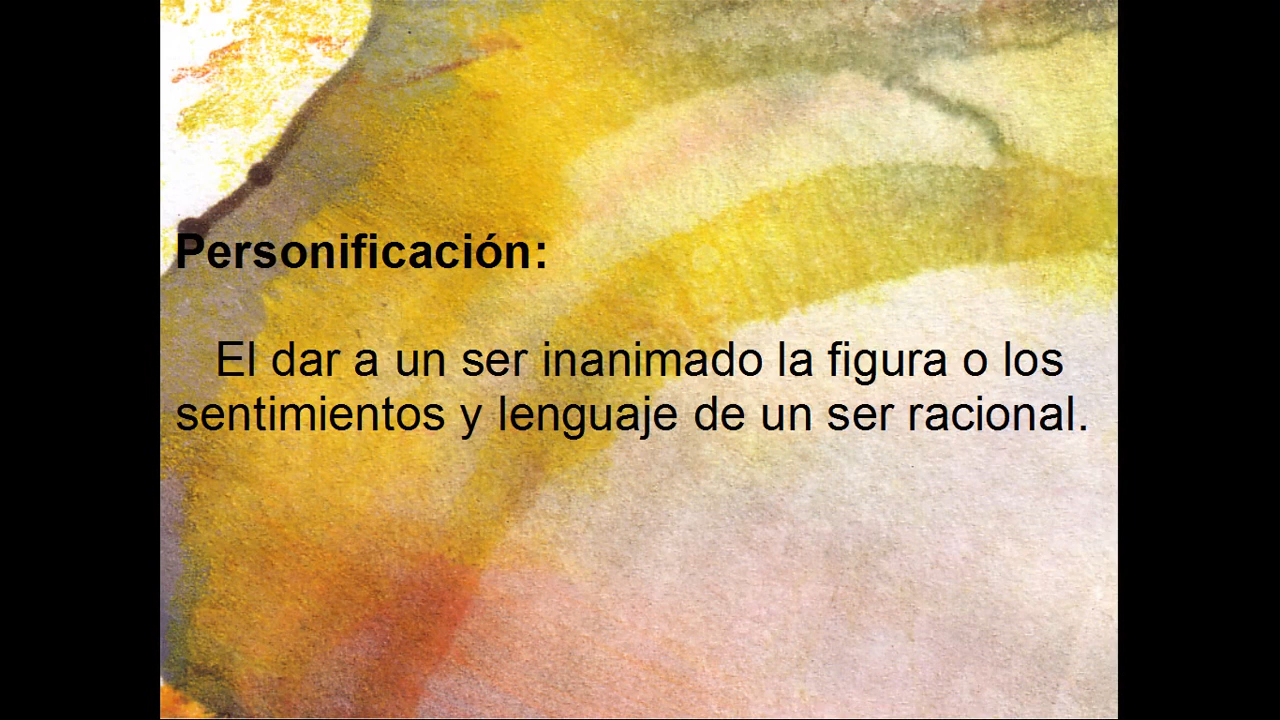 Personificación:
El dar a un ser inanimado la figura o los
sentimientos y lenguaje de un ser racional.